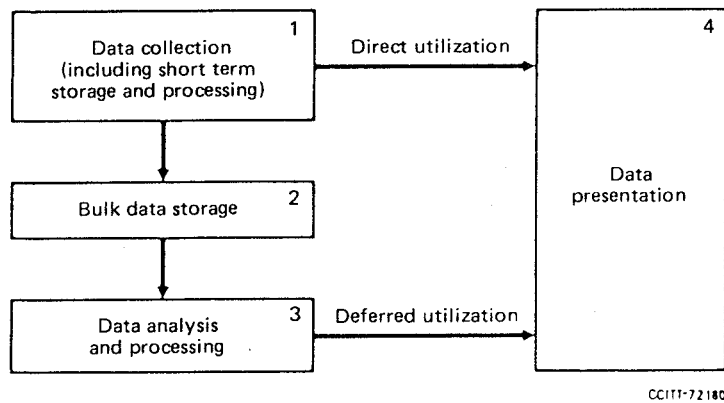 1
Data collection
(including short term
storage and processing)
Direct utilization
4
Data
presentation
2
Bulk data storage
3
Data analysis
and processing
Deferred utilization
CCITT-72180